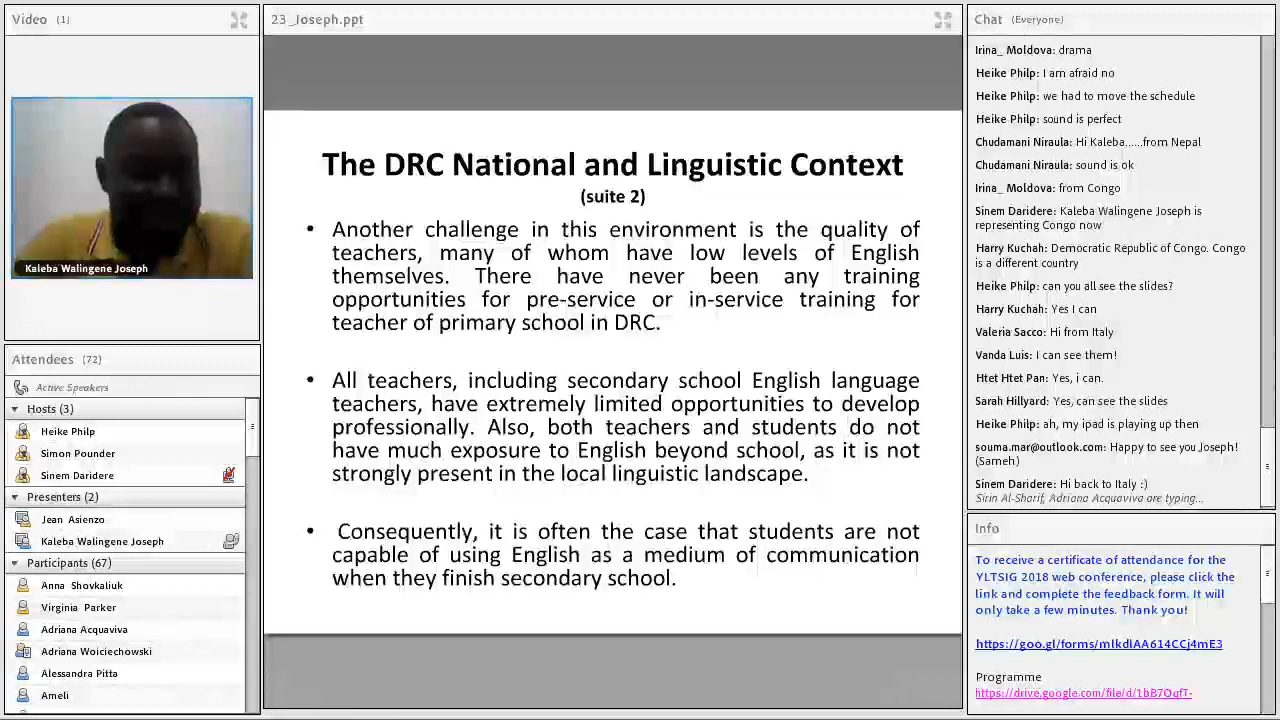 Video (1)
Kaleba Walingene Joseph
Attendees (72)
Active Speakers
Hosts (3)
Heike Philp
Simon Pounder
Sinem Daridere
Presenters (2)
Jean Asienzo
Kaleba Walingene Joseph
Participants (67)
Anna Shovkaliuk
Virginia Parker
Adriana Acquaviva
Adriana Woiciechowski
Alessandra Pitta
Ameli
23_Joseph.ppt
The DRC National and Linguistic Context
(suite 2)
• Another challenge in this environment is the quality of
teachers, many of whom have low levels of English
themselves. There have never been any training
opportunities for pre-service or in-service training for
teacher of primary school in DRC.
• All teachers, including secondary school English language
teachers, have extremely limited opportunities to develop
professionally. Also, both teachers and students do not
have much exposure to English beyond school, as it is not
strongly present in the local linguistic landscape.
• Consequently, it is often the case that students are not
capable of using English as a medium of communication
when they finish secondary school.
Chat (Everyone)
Irina_ Moldova: drama
Heike Philp: I am afraid no
Heike Philp: we had to move the schedule
Heike Philp: sound is perfect
Chudamani Niraula: Hi Kaleba......from Nepal
Chudamani Niraula: sound is ok
Irina_ Moldova: from Congo
Sinem Daridere: Kaleba Walingene Joseph is
representing Congo now
Harry Kuchah: Democratic Republic of Congo. Congo
is a different country
Heike Philp: can you all see the slides?
Harry Kuchah: Yes I can
Valeria Sacco: Hi from Italy
Vanda Luis: I can see them!
Htet Htet Pan: Yes, i can.
Sarah Hillyard: Yes, can see the slides
Heike Philp: ah, my ipad is playing up then
souma.mar@outlook.com: Happy to see you Joseph!
(Sameh)
Sinem Daridere: Hi back to Italy :)
Sirin Al-Sharif, Adriana Acquaviva are typing...
Info
To receive a certificate of attendance for the
YLTSIG 2018 web conference, please click the
link and complete the feedback form. It will
only take a few minutes. Thank you!
https://goo.gl/forms/mlkdlAA614CCj4mE3
Programme
https://drive.google.com/file/d/1bB7OqfT-